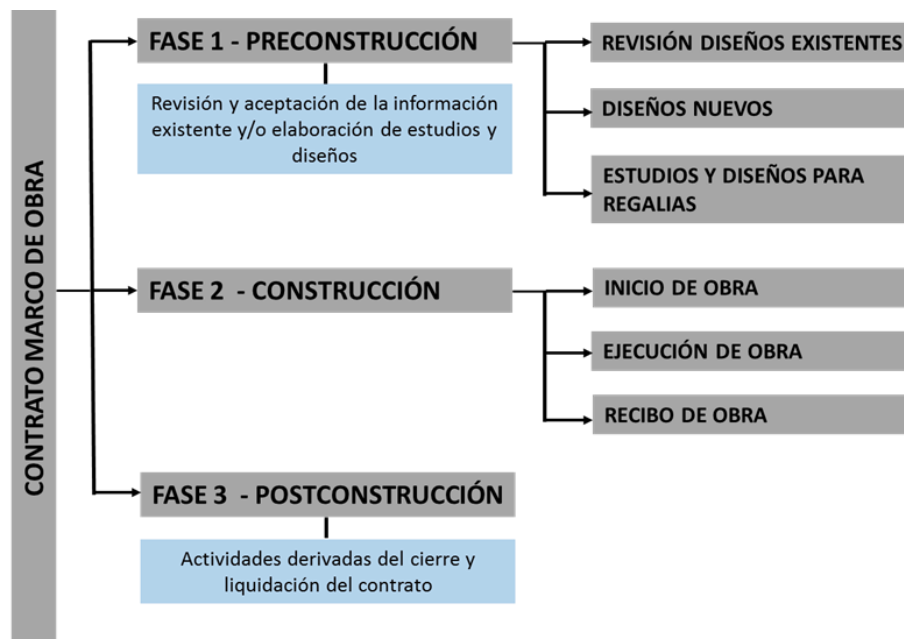 CONTRATO MARCO DE OBRA
FASE 1 - PRECONSTRUCCIÓN
Revisión y aceptación de la información
existente y/o elaboración de estudios y
diseños
REVISIÓN DISEÑOS EXISTENTES
DISEÑOS NUEVOS
ESTUDIOS Y DISEÑOS PARA
REGALIAS
FASE 2 - CONSTRUCCIÓN
INICIO DE OBRA
EJECUCIÓN DE OBRA
RECIBO DE OBRA
FASE 3 - POSTCONSTRUCCIÓN
Actividades derivadas del cierre y
liquidación del contrato